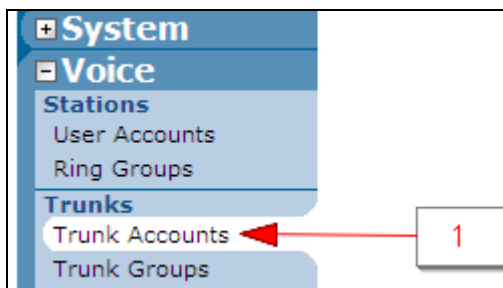 System
Voice
Stations
User Accounts
Ring Groups
Trunks
Trunk Accounts
1
Trunk Groups